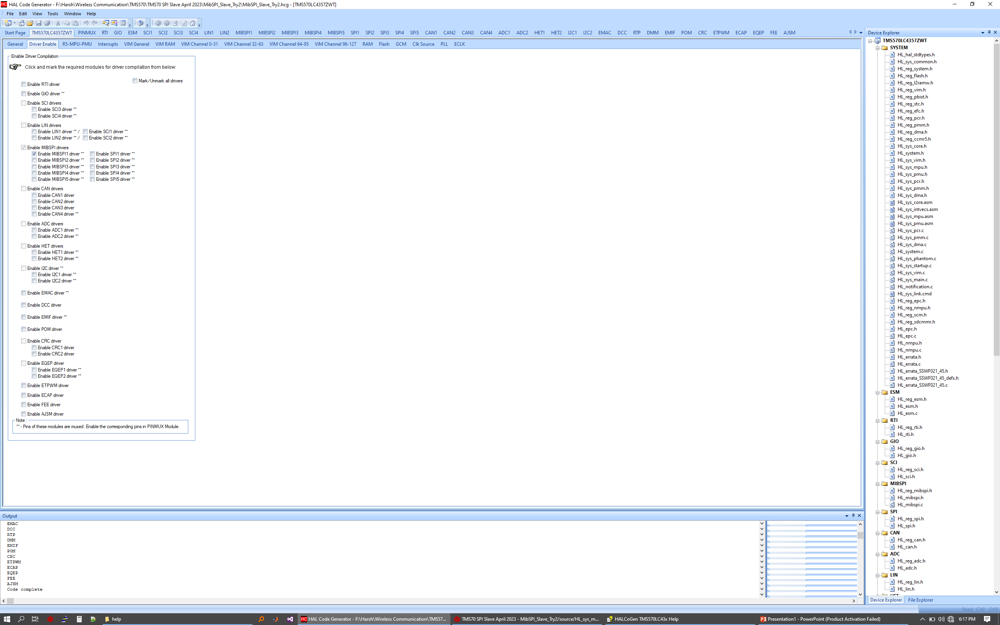 HAL Code Generator - F:\Harsh\Wireless Communication\TMS570\TMS70 SPI Slave April 2023\MibSPI_Slave_Try2\MibSPI_Slave_Try2.hcg - [TMS570LC4357ZWT]
File Edit View Tools Window Help
Start Page TMS570LC4357ZWT PINMUX RTI GIO ESM SCI1 SCI2 SCI3 SCI4 LIN1 LIN2 MIBSPI1 MIBSPI2 MIBSPI3 MIBSPI4 MIBSPI5 SPI1 SPI2 SPI3 SPI4 SPI5 CAN1 CAN2 CAN3 CAN4 ADC1 ADC2 HET1 HET2 I2C1 I2C2 EMAC DCC RTP DMM EMIF POM CRC ETPWM ECAP EQEP FEE AJSM
General Driver Enable R5-MPU-PMU Interrupts VIM General VIM RAM VIM Channel 0-31 VIM Channel 32-63 VIM Channel 64-95 VIM Channel 96-127 RAM Flash GCM Clk Source PLL ECLK
Enable Driver Compilation
Click and mark the required modules for driver compilation from below:
Mark/Unmark all drivers
Enable RTI driver
Enable GIO driver **
Enable SCI drivers
Enable SCI3 driver **
Enable SCI4 driver **
Enable LIN drivers
Enable LIN1 driver ** / Enable SCI1 driver **
Enable LIN2 driver ** / Enable SCI2 driver **
Enable MIBSPI drivers
Enable MIBSPI1 driver ** Enable SPI1 driver **
Enable MIBSPI2 driver ** Enable SPI2 driver **
Enable MIBSPI3 driver ** Enable SPI3 driver **
Enable MIBSPI4 driver ** Enable SPI4 driver **
Enable MIBSPI5 driver ** Enable SPI5 driver **
Enable CAN drivers
Enable CAN1 driver
Enable CAN2 driver
Enable CAN3 driver
Enable CAN4 driver **
Enable ADC drivers
Enable ADC1 driver **
Enable ADC2 driver **
Enable HET drivers
Enable HET1 driver **
Enable HET2 driver **
Enable I2C driver **
Enable I2C1 driver **
Enable I2C2 driver **
Enable EMAC driver **
Enable DCC driver
Enable EMIF driver **
Enable POM driver
Enable CRC driver
Enable CRC1 driver
Enable CRC2 driver
Enable EQEP driver
Enable EQEP1 driver **
Enable EQEP2 driver **
Enable ETPWM driver
Enable ECAP driver
Enable FEE driver
Enable AJSM driver
Note :
** - Pins of these modules are muxed. Enable the corresponding pins in PINMUX Module.
Output
EMAC
DCC
RTP
DMM
EMIF
POM
CRC
ETPWM
ECAP
EQEP
FEE
AJSM
Code complete
Device Explorer
TMS570LC4357ZWT
SYSTEM
HL_hal_stdtypes.h
HL_sys_common.h
HL_reg_system.h
HL_reg_flash.h
HL_reg_l2ramw.h
HL_reg_vim.h
HL_reg_pbist.h
HL_reg_stc.h
HL_reg_efc.h
HL_reg_pcr.h
HL_reg_pmm.h
HL_reg_dma.h
HL_reg_ccmr5.h
HL_sys_core.h
HL_system.h
HL_sys_vim.h
HL_sys_mpu.h
HL_sys_pmu.h
HL_sys_pcr.h
HL_sys_pmm.h
HL_sys_dma.h
HL_sys_core.asm
HL_sys_intvecs.asm
HL_sys_mpu.asm
HL_sys_pmu.asm
HL_sys_pcr.c
HL_sys_pmm.c
HL_sys_dma.c
HL_system.c
HL_sys_phantom.c
HL_sys_startup.c
HL_sys_vim.c
HL_sys_main.c
HL_notification.c
HL_sys_link.cmd
HL_reg_epc.h
HL_reg_nmpu.h
HL_reg_scm.h
HL_reg_sdcmmr.h
HL_epc.h
HL_epc.c
HL_nmpu.h
HL_nmpu.c
HL_errata.h
HL_errata.c
HL_errata_SSWF021_45.h
HL_errata_SSWF021_45_defs.h
HL_errata_SSWF021_45.c
ESM
HL_reg_esm.h
HL_esm.h
HL_esm.c
RTI
HL_reg_rti.h
HL_rti.h
GIO
HL_reg_gio.h
HL_gio.h
SCI
HL_reg_sci.h
HL_sci.h
MIBSPI
HL_reg_mibspi.h
HL_mibspi.h
HL_mibspi.c
SPI
HL_reg_spi.h
HL_spi.h
CAN
HL_reg_can.h
HL_can.h
ADC
HL_reg_adc.h
HL_adc.h
LIN
HL_reg_lin.h
HL_lin.h
Device Explorer File Explorer
Read CAP OVR
help HAL Code Generator - F:\Harsh\Wireless Communication\TMS57... TMS70 SPI Slave April 2023 - MibSPI_Slave_Try2/source/HL_sys_m... HALCoGen TMS570LC43x Help Presentation1 - PowerPoint (Product Activation Failed) 6:17 PM